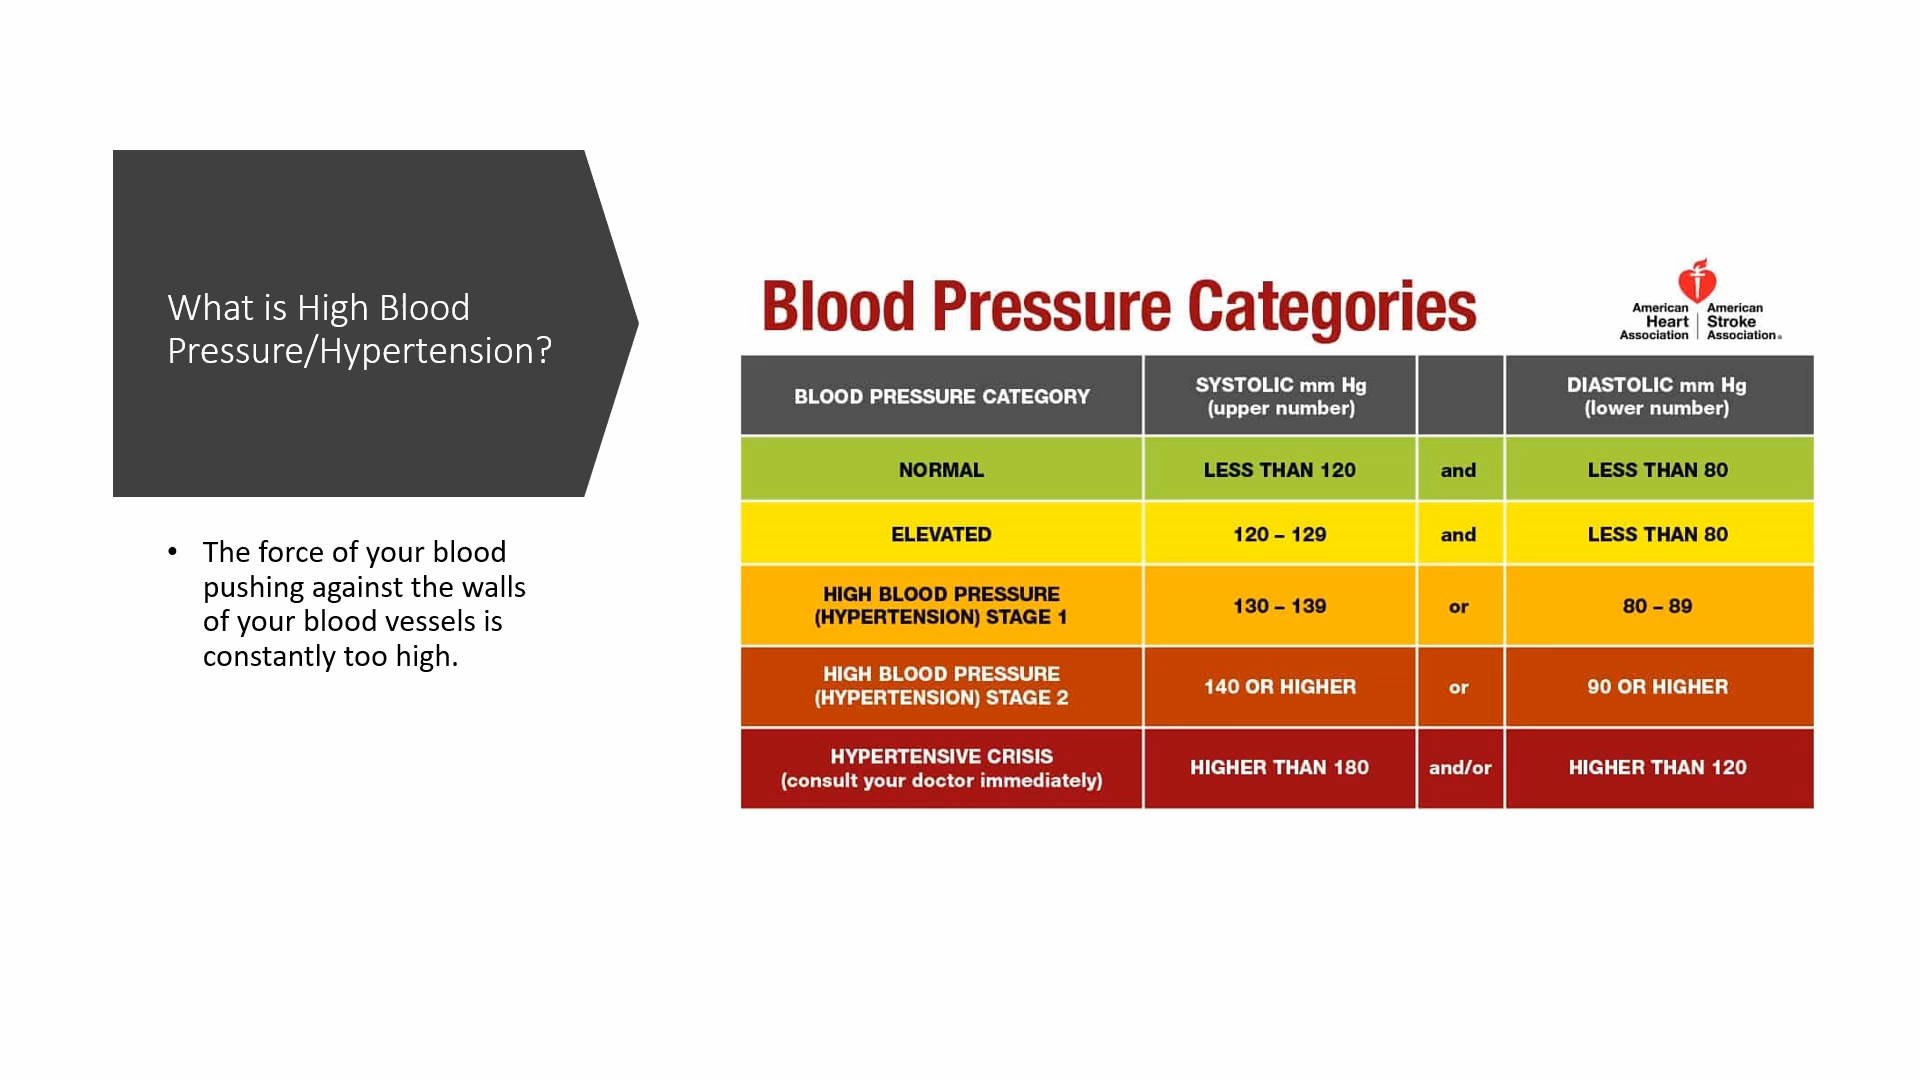 What is High Blood
Pressure/Hypertension?
• The force of your blood
pushing against the walls
of your blood vessels is
constantly too high.
Blood Pressure Categories
American Heart Association
American Stroke Association®
BLOOD PRESSURE CATEGORY
SYSTOLIC mm Hg
(upper number)
DIASTOLIC mm Hg
(lower number)
NORMAL LESS THAN 120 and LESS THAN 80
ELEVATED 120 – 129 and LESS THAN 80
HIGH BLOOD PRESSURE
(HYPERTENSION) STAGE 1
130 – 139 or 80 – 89
HIGH BLOOD PRESSURE
(HYPERTENSION) STAGE 2
140 OR HIGHER or 90 OR HIGHER
HYPERTENSIVE CRISIS
(consult your doctor immediately)
HIGHER THAN 180 and/or HIGHER THAN 120